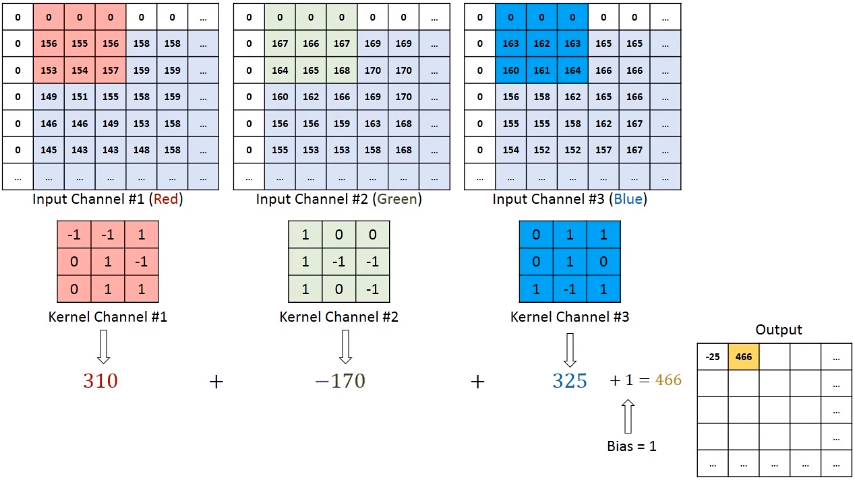 0 0 0 0 0 0 ...
0 156 155 156 158 158 ...
0 153 154 157 159 159 ...
0 149 151 155 158 159 ...
0 146 146 149 153 158 ...
0 145 143 143 148 158 ...
... ... ... ... ... ... ...
Input Channel #1 (Red)
0 0 0 0 0 0 ...
0 167 166 167 169 169 ...
0 164 165 168 170 170 ...
0 160 162 166 169 170 ...
0 156 156 159 163 168 ...
0 155 153 153 158 168 ...
... ... ... ... ... ... ...
Input Channel #2 (Green)
0 0 0 0 0 0 ...
0 163 162 163 165 165 ...
0 160 161 164 166 166 ...
0 156 158 162 165 166 ...
0 155 155 158 162 167 ...
0 154 152 152 157 167 ...
... ... ... ... ... ... ...
Input Channel #3 (Blue)
-1 -1 1
0 1 -1
0 1 1
Kernel Channel #1
1 0 0
1 -1 -1
1 0 -1
Kernel Channel #2
0 1 1
0 1 0
1 -1 1
Kernel Channel #3
310 + −170 + 325 + 1 = 466
Bias = 1
Output
-25 466 ...
...
...
...
... ... ... ... ...